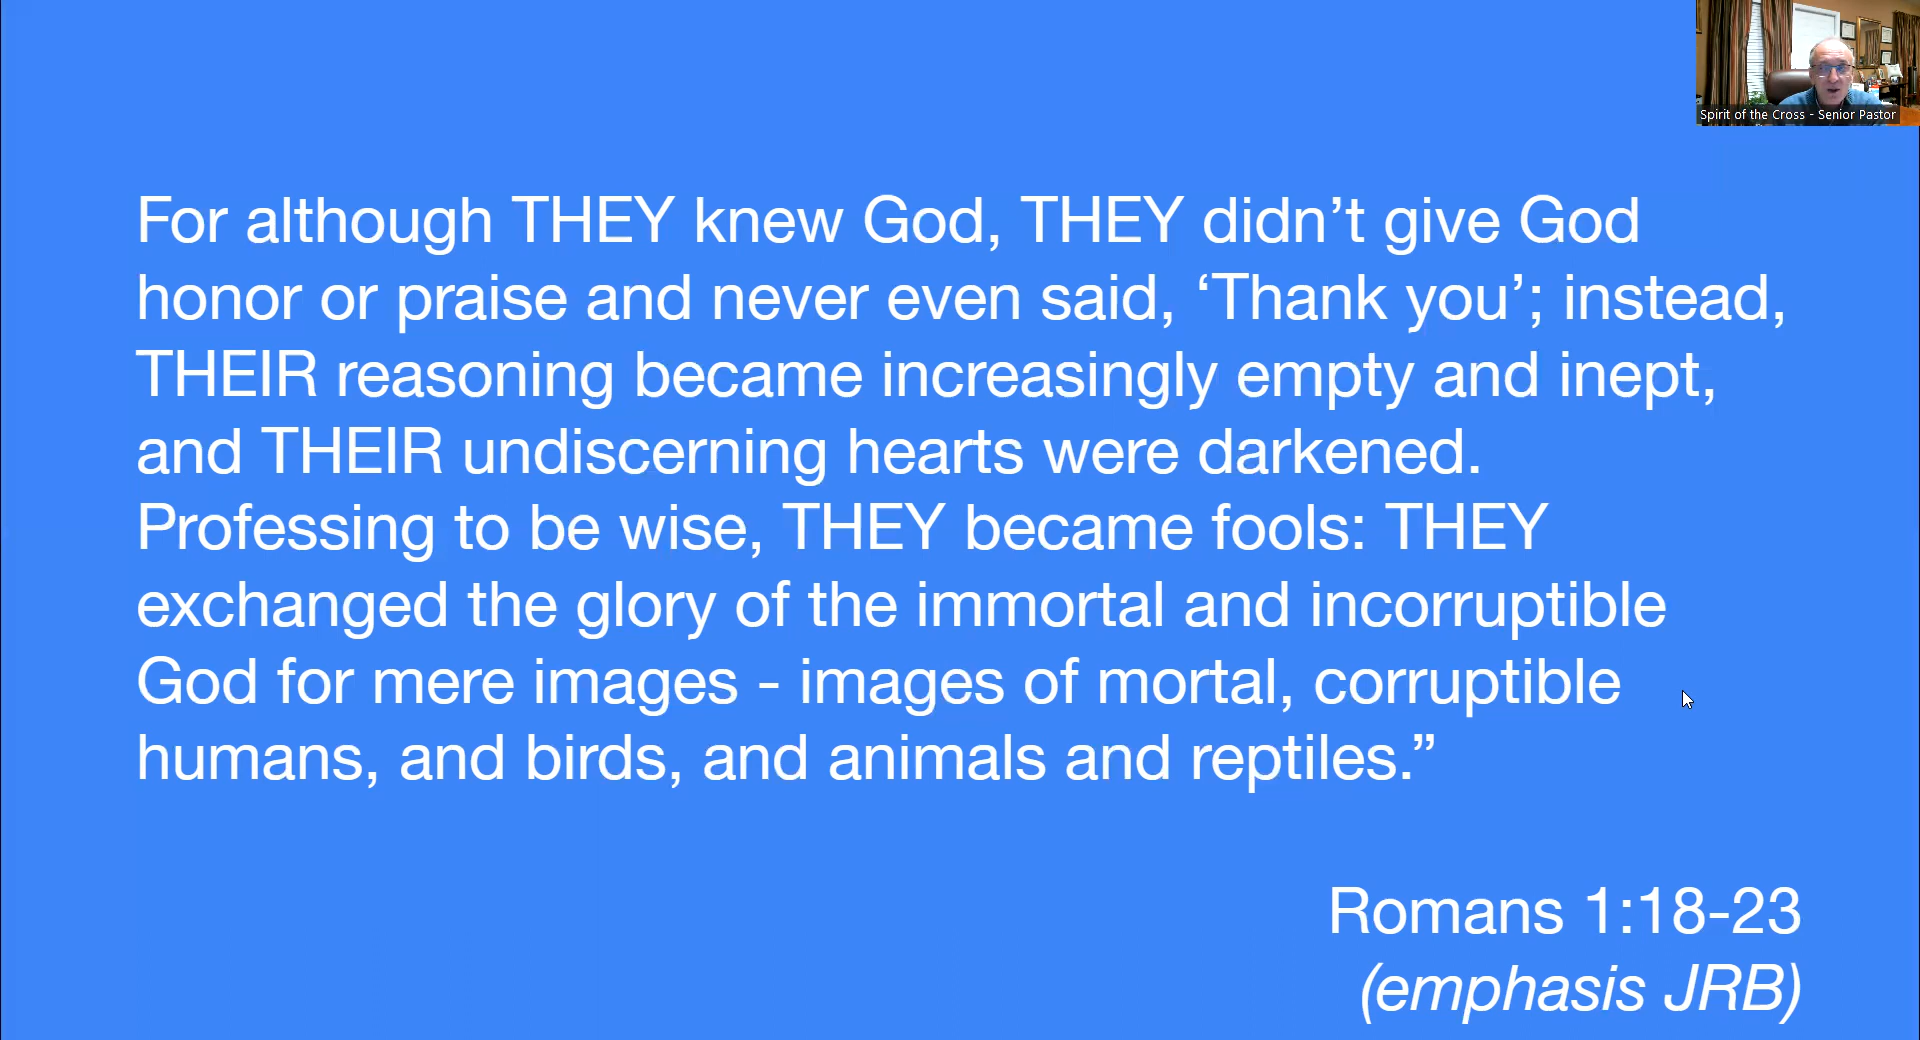 Spirit of the Cross - Senior Pastor
For although THEY knew God, THEY didn’t give God
honor or praise and never even said, ‘Thank you’; instead,
THEIR reasoning became increasingly empty and inept,
and THEIR undiscerning hearts were darkened.
Professing to be wise, THEY became fools: THEY
exchanged the glory of the immortal and incorruptible
God for mere images - images of mortal, corruptible
humans, and birds, and animals and reptiles.”
Romans 1:18-23
(emphasis JRB)